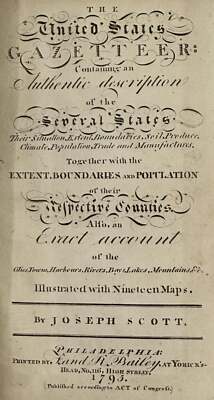 THE
United States
GAZETTEER:
Containing an
Authentic description
of the
Several States.
Their Situation, Extent, Boundaries, Soil, Produce,
Climate, Population, Trade and Manufactures.
Together with the
EXTENT, BOUNDARIES AND POPULATION
of their
Respective Counties.
Also, an
Exact account
of the
Cities, Towns, Harbours, Rivers, Bays, Lakes, Mountains, &c.
Illustrated with Nineteen Maps.
By JOSEPH SCOTT.
PHILADELPHIA:
PRINTED BY F. and R. Bailey, AT YORICK'S-
HEAD, No. 116, HIGH STREET,
1795.
(Published according to ACT of Congress.)